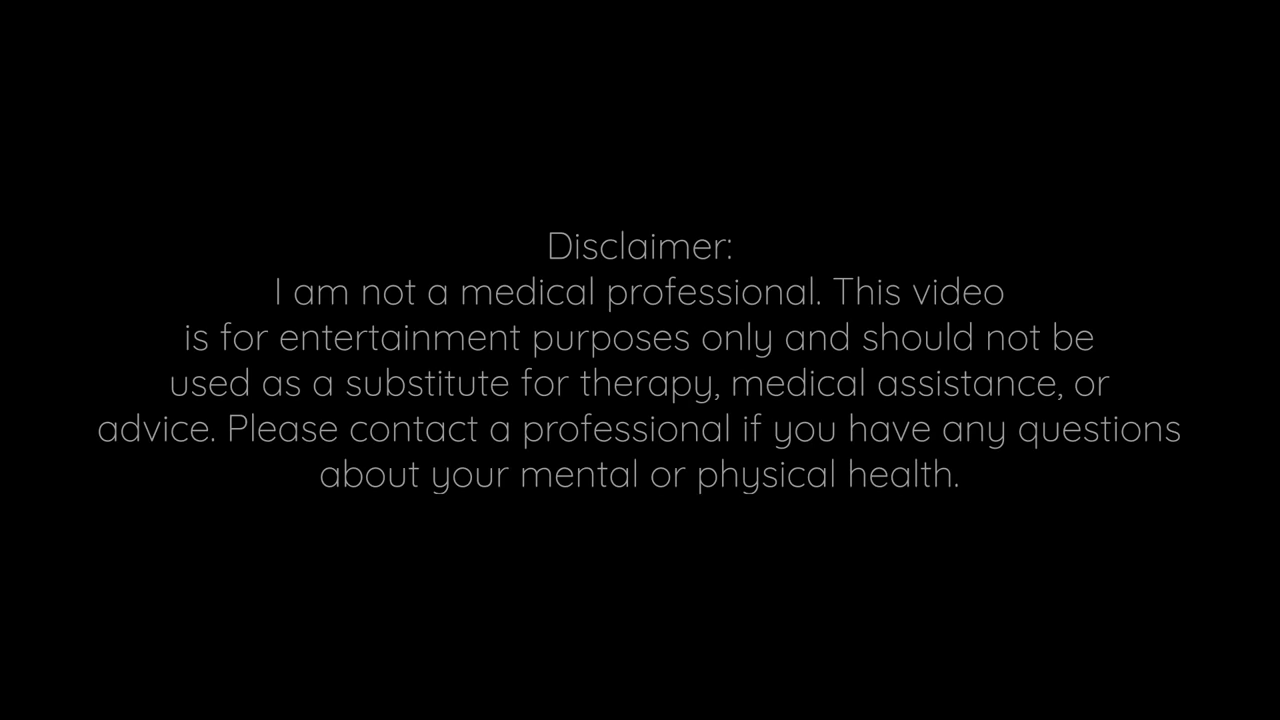 Disclaimer:
I am not a medical professional. This video
is for entertainment purposes only and should not be
used as a substitute for therapy, medical assistance, or
advice. Please contact a professional if you have any questions
about your mental or physical health.